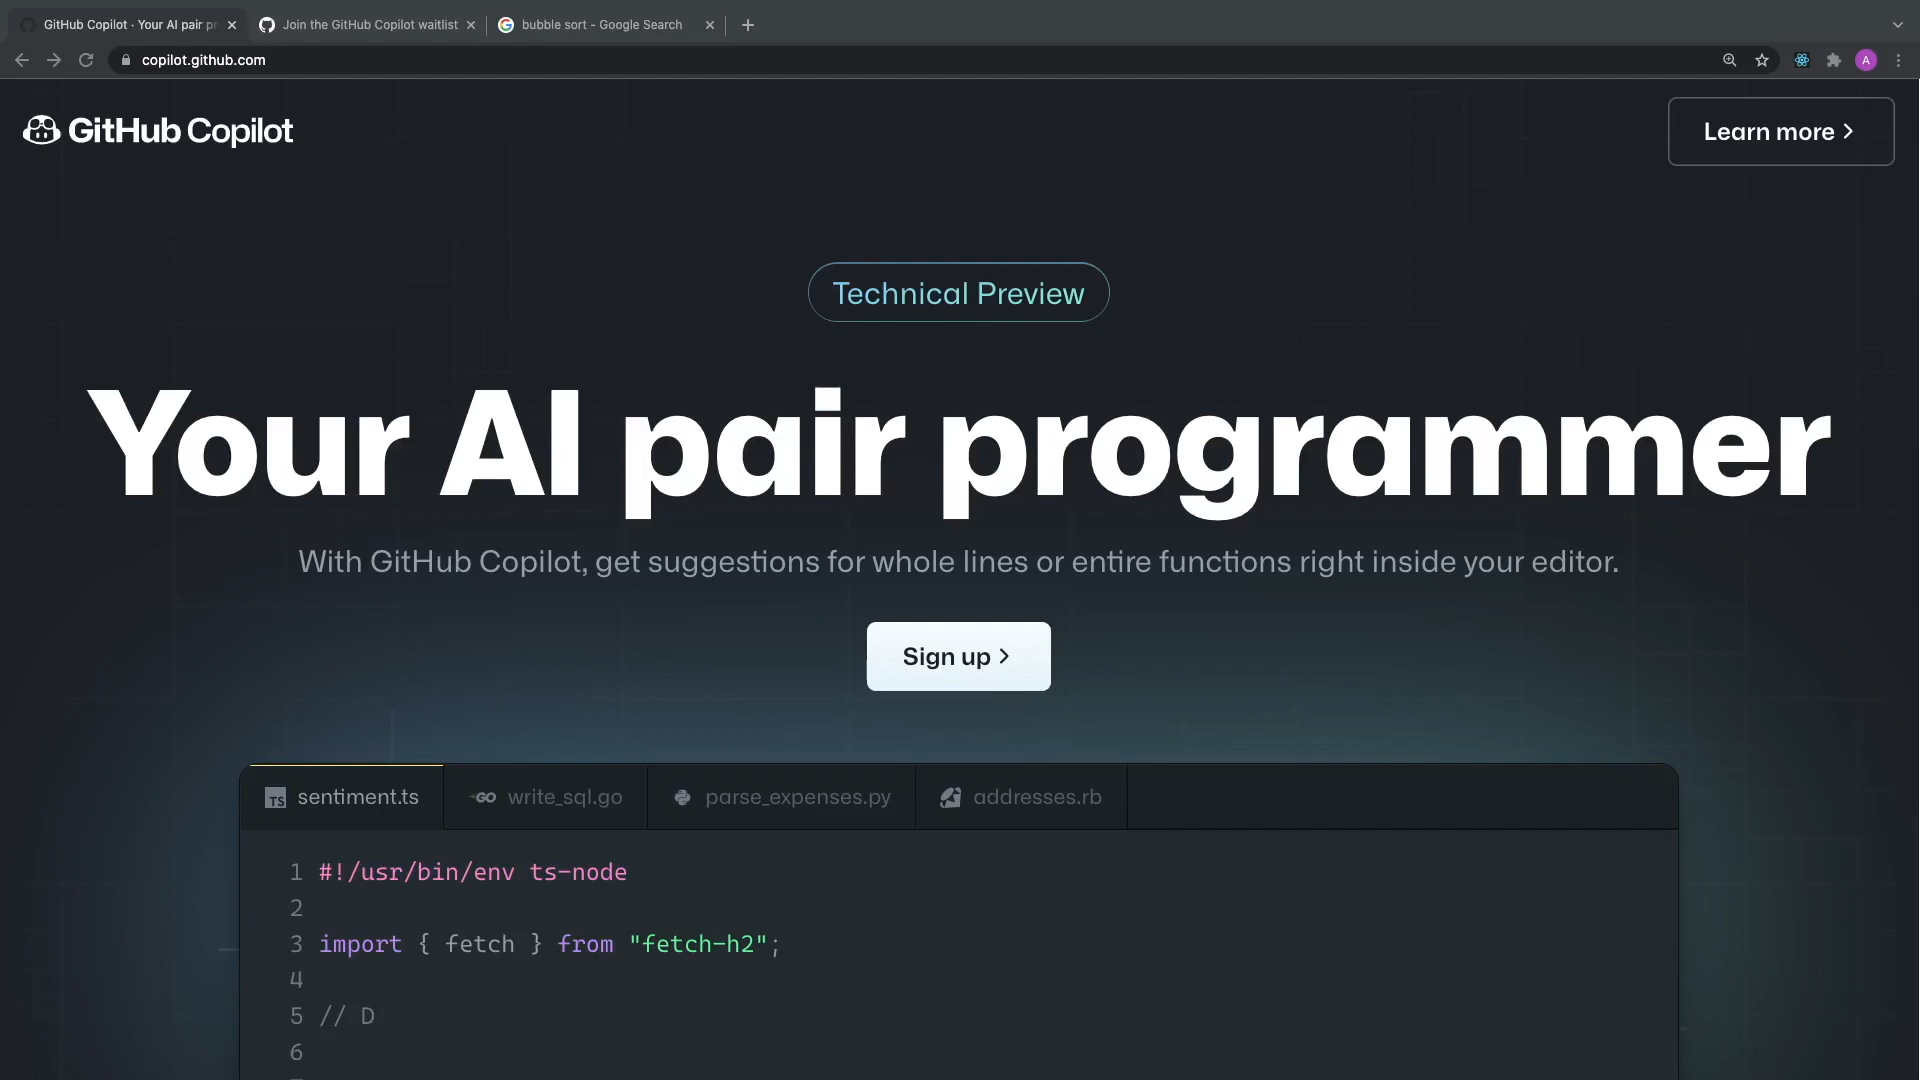 GitHub Copilot · Your AI pair pr
Join the GitHub Copilot waitlist
bubble sort - Google Search
copilot.github.com
A
GitHub Copilot
Learn more
Technical Preview
Your AI pair programmer
With GitHub Copilot, get suggestions for whole lines or entire functions right inside your editor.
Sign up
TS sentiment.ts
GO write_sql.go
parse_expenses.py
addresses.rb
1 #!/usr/bin/env ts-node
2
3 import { fetch } from "fetch-h2";
4
5 // D
6